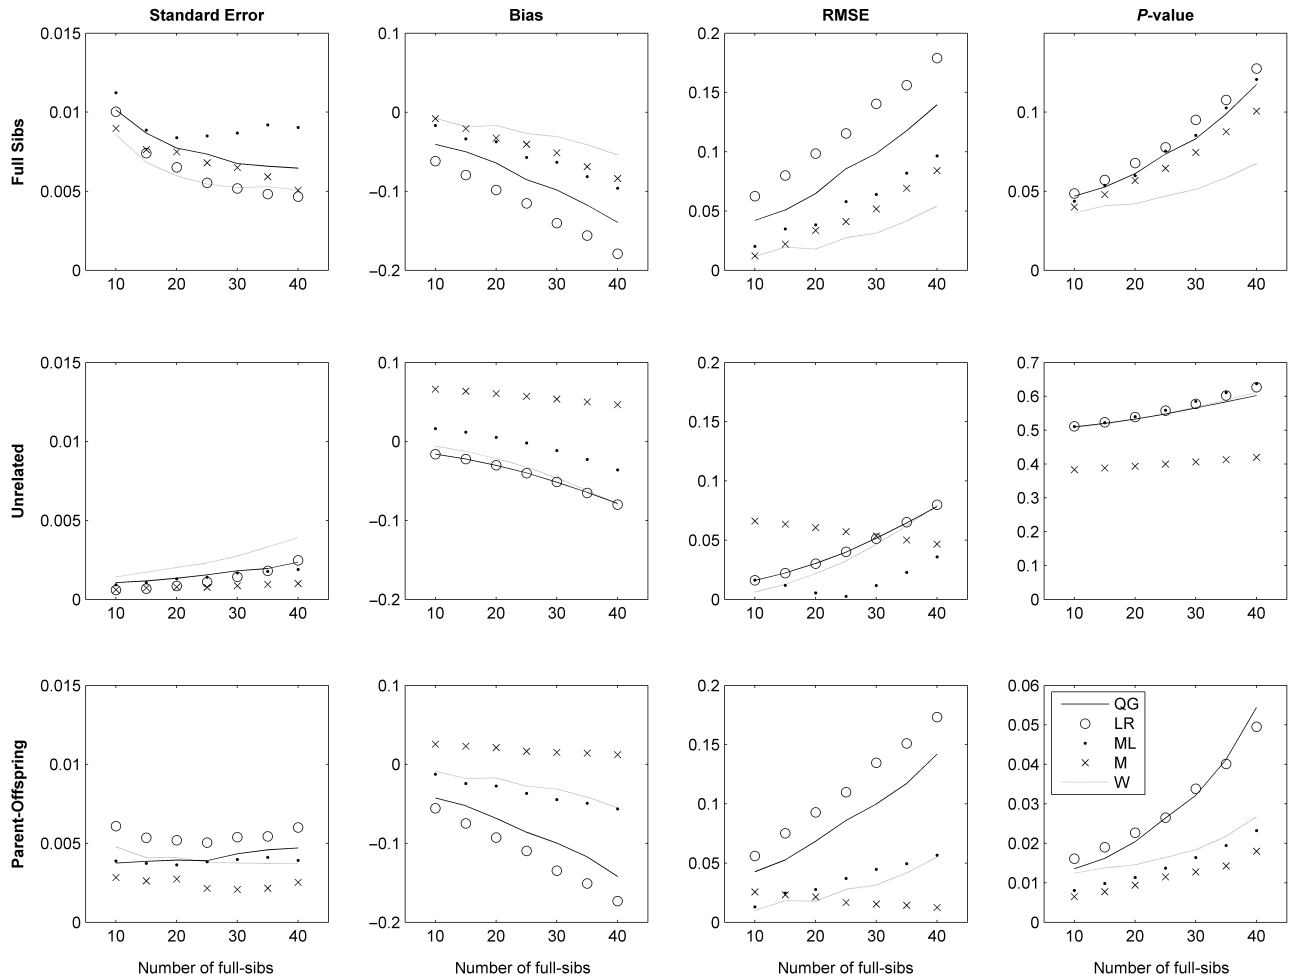 Standard Error
Bias
RMSE
P-value
Full Sibs
0.015
0.01
0.005
0
10 20 30 40
0.1
0
−0.1
−0.2
10 20 30 40
0.2
0.15
0.1
0.05
0
10 20 30 40
0.1
0.05
0
10 20 30 40
Unrelated
0.015
0.01
0.005
0
10 20 30 40
0.1
0
−0.1
−0.2
10 20 30 40
0.2
0.15
0.1
0.05
0
10 20 30 40
0.7
0.6
0.5
0.4
0.3
0.2
0.1
0
10 20 30 40
Parent-Offspring
0.015
0.01
0.005
0
10 20 30 40
Number of full-sibs
0.1
0
−0.1
−0.2
10 20 30 40
Number of full-sibs
0.2
0.15
0.1
0.05
0
10 20 30 40
Number of full-sibs
0.06
0.05
0.04
0.03
0.02
0.01
0
QG
LR
ML
M
W
10 20 30 40
Number of full-sibs